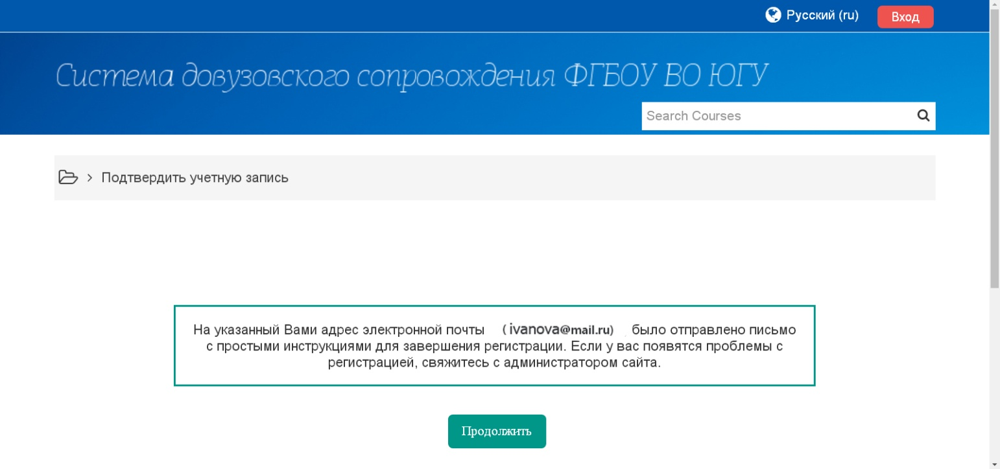 Русский (ru) Вход
Система довузовского сопровождения ФГБОУ ВО ЮГУ
Search Courses
Подтвердить учетную запись
На указанный Вами адрес электронной почты (ivanova@mail.ru) было отправлено письмо
с простыми инструкциями для завершения регистрации. Если у вас появятся проблемы с
регистрацией, свяжитесь с администратором сайта.
Продолжить